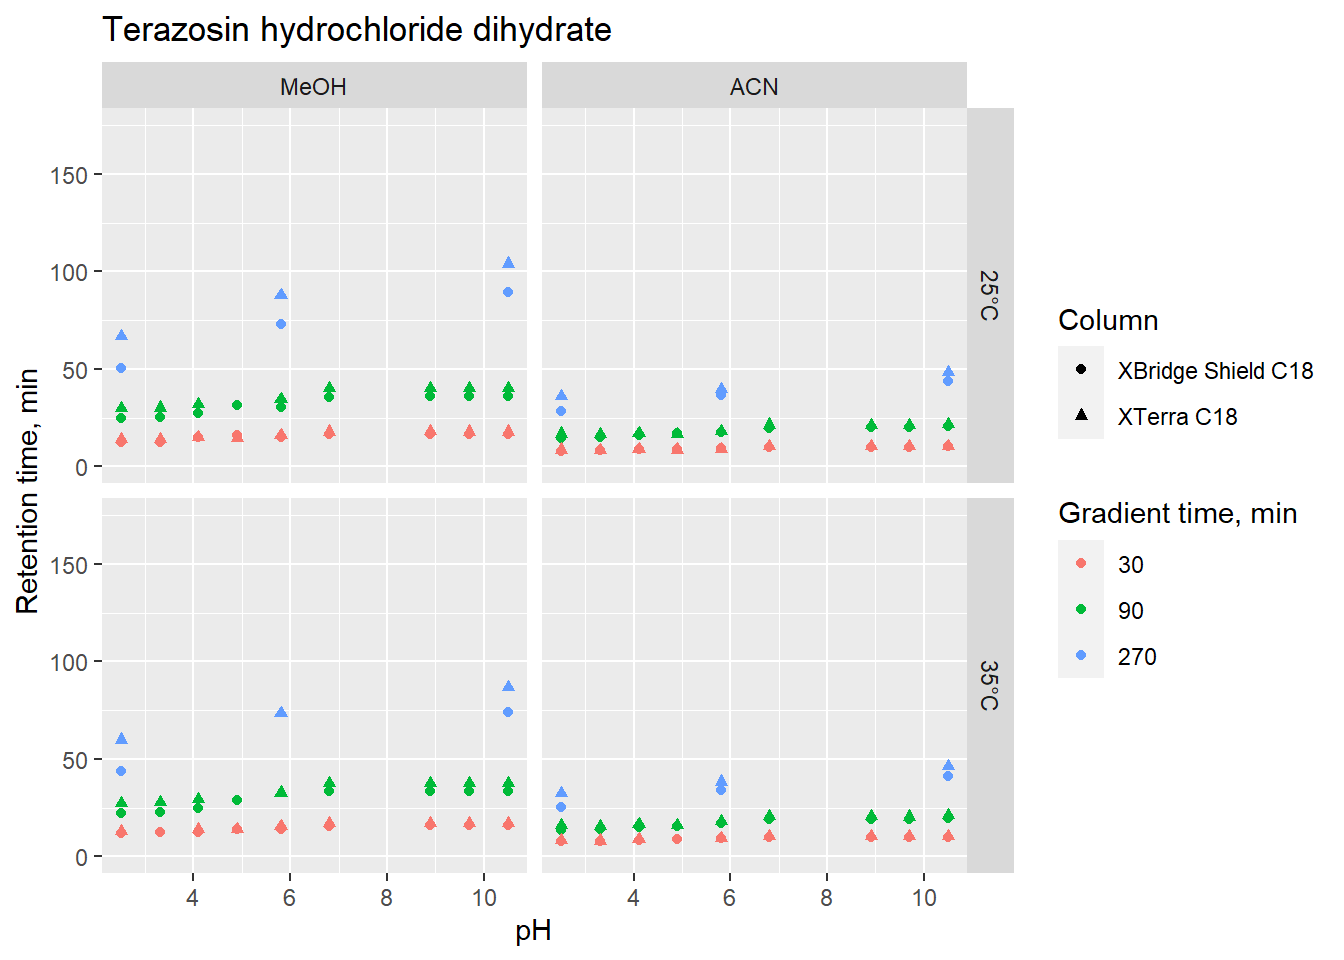 Terazosin hydrochloride dihydrate
MeOH
ACN
150
100
50
0
25°C
150
100
50
0
35°C
4 6 8 10
4 6 8 10
pH
Retention time, min
Column
XBridge Shield C18
XTerra C18
Gradient time, min
30
90
270